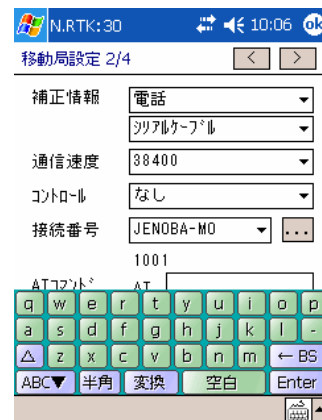 N.RTK:30 10:06 ok
移動局設定 2/4 < >
補正情報 電話
ｼﾘｱﾙｹｰﾌﾞﾙ
通信速度 38400
ｺﾝﾄﾛｰﾙ なし
接続番号 JENOBA-MO ...
1001
ATｺﾏﾝﾄﾞ AT
q w e r t y u i o p
a s d f g h j k l -
z x c v b n m ← BS
ABC▼ 半角 変換 空白 Enter